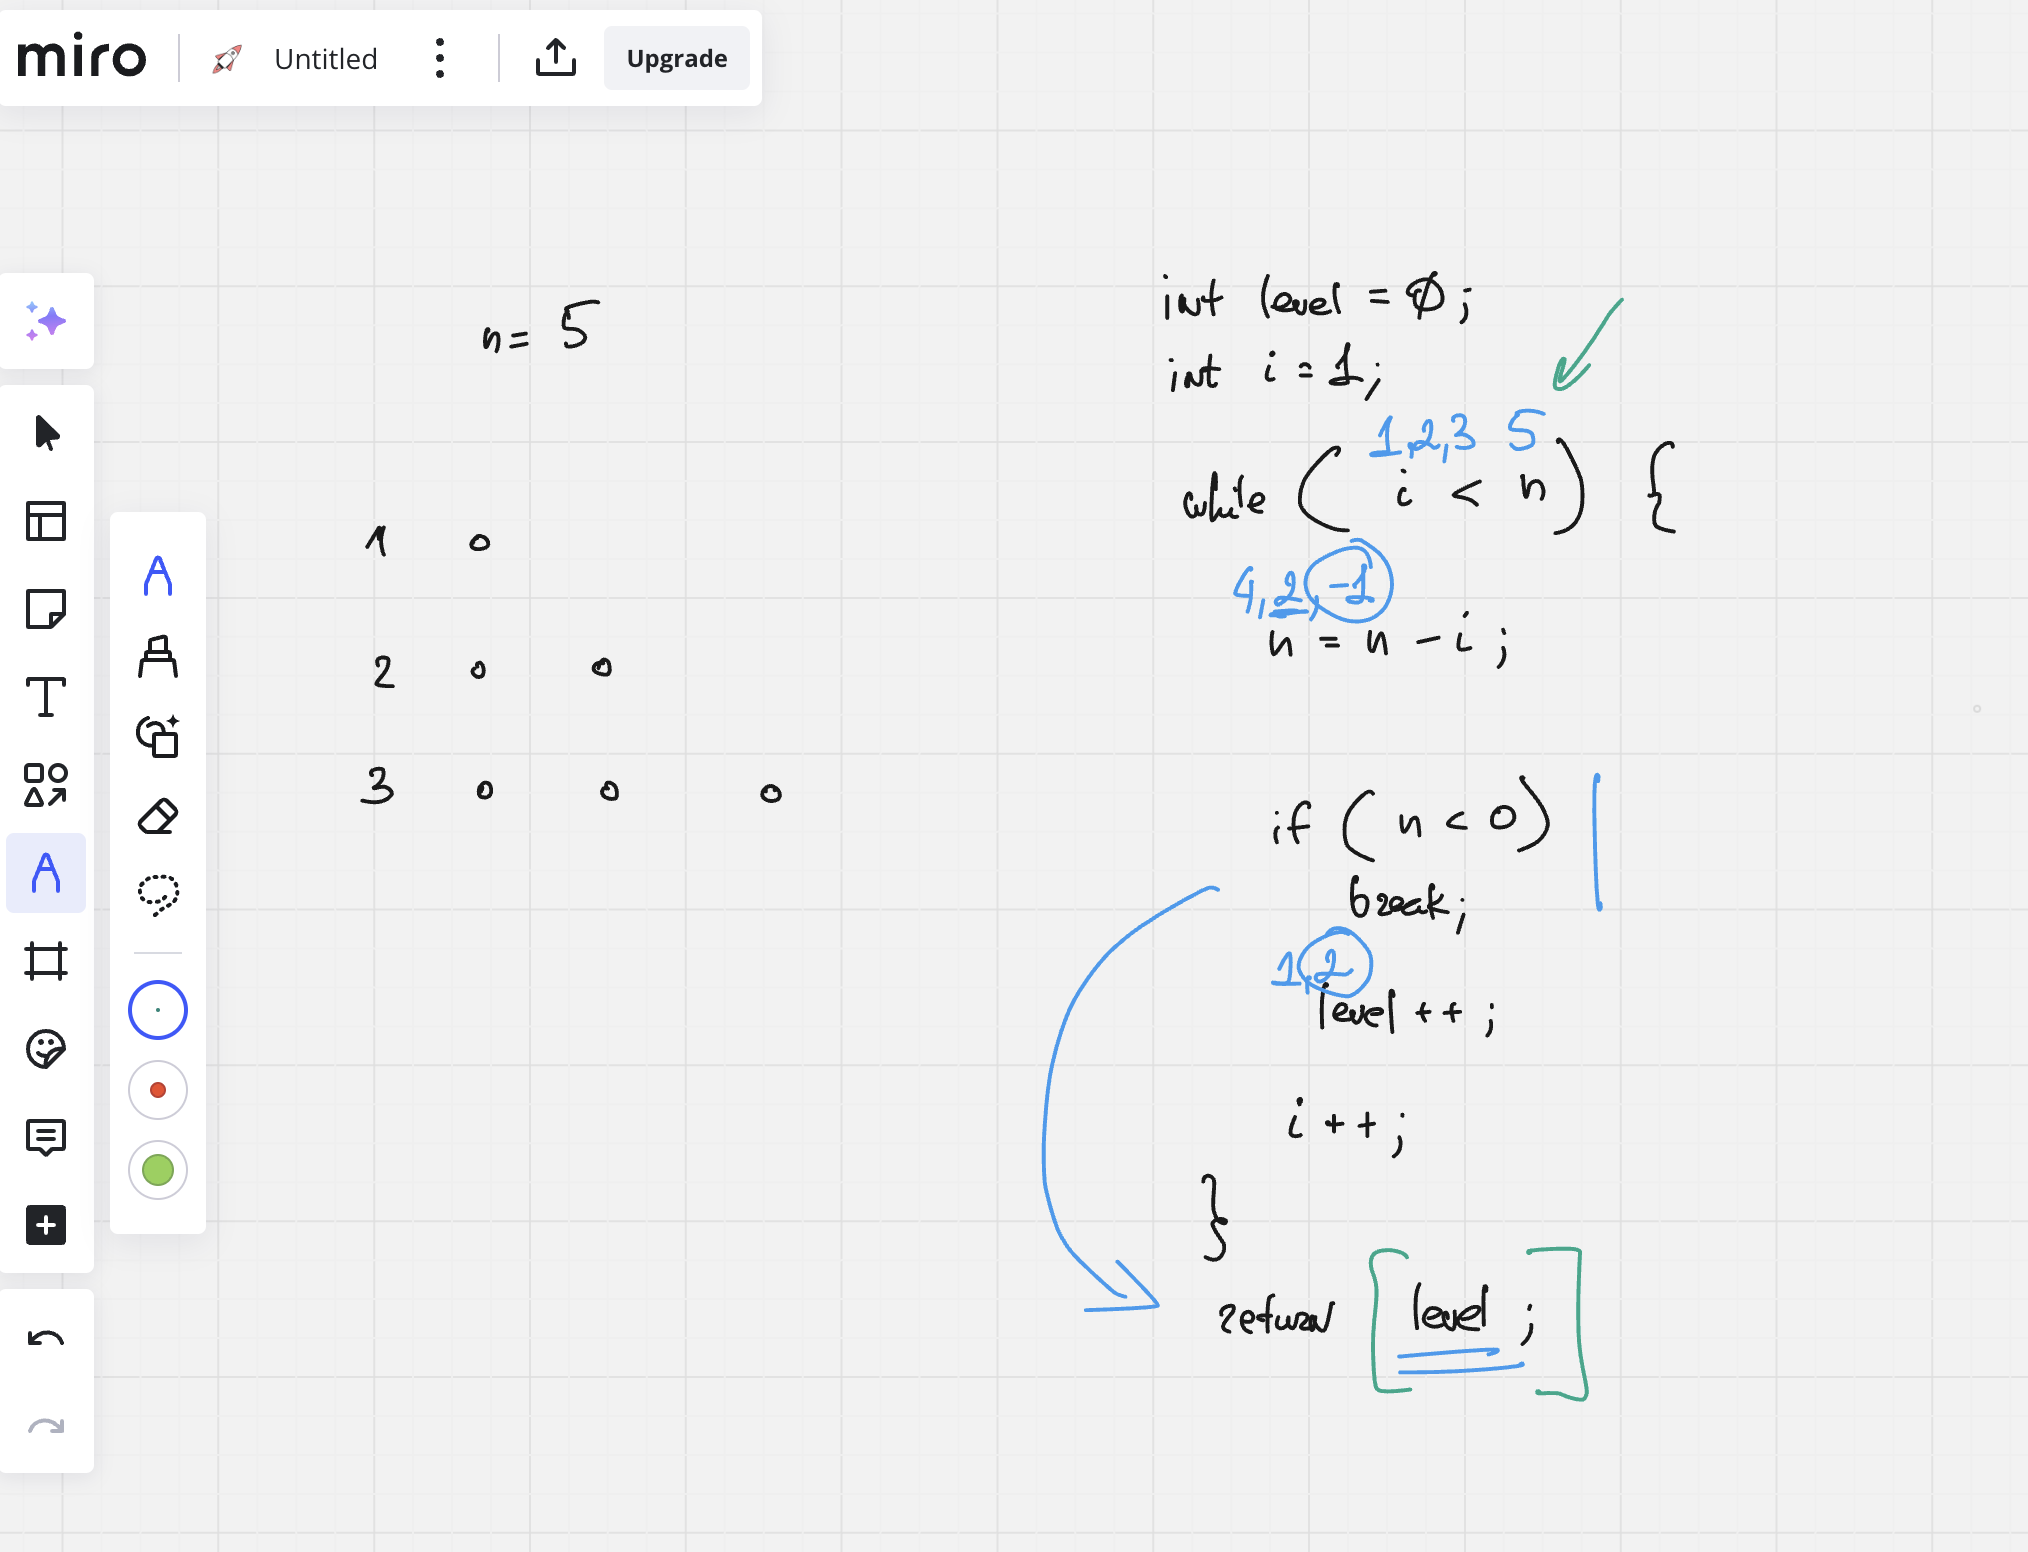 miro Untitled Upgrade
n = 5
1
2
3
int level = 0;
int i = 1;
1,2,3 5
while ( i < n ) {
4,2,-1
n = n - i ;
if ( n < 0 )
break;
1,2
level ++ ;
i ++ ;
}
return [ level ; ]